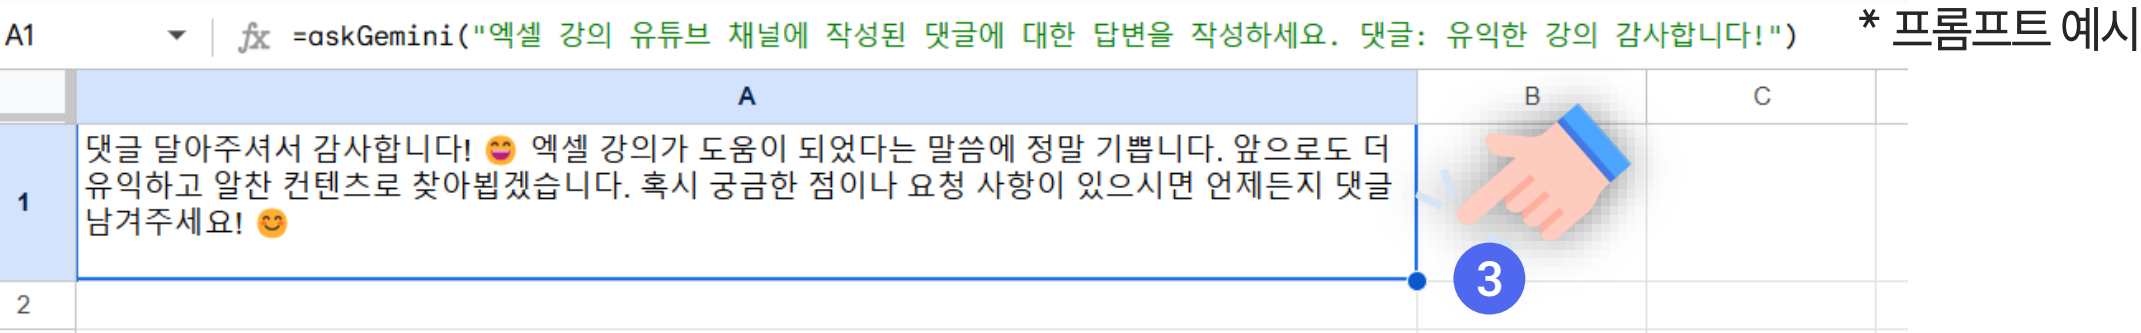 A1 fx =askGemini("엑셀 강의 유튜브 채널에 작성된 댓글에 대한 답변을 작성하세요. 댓글: 유익한 강의 감사합니다!") * 프롬프트 예시
A B C
1 댓글 달아주셔서 감사합니다! 😄 엑셀 강의가 도움이 되었다는 말씀에 정말 기쁩니다. 앞으로도 더
유익하고 알찬 컨텐츠로 찾아뵙겠습니다. 혹시 궁금한 점이나 요청 사항이 있으시면 언제든지 댓글
남겨주세요! 😊
3
2